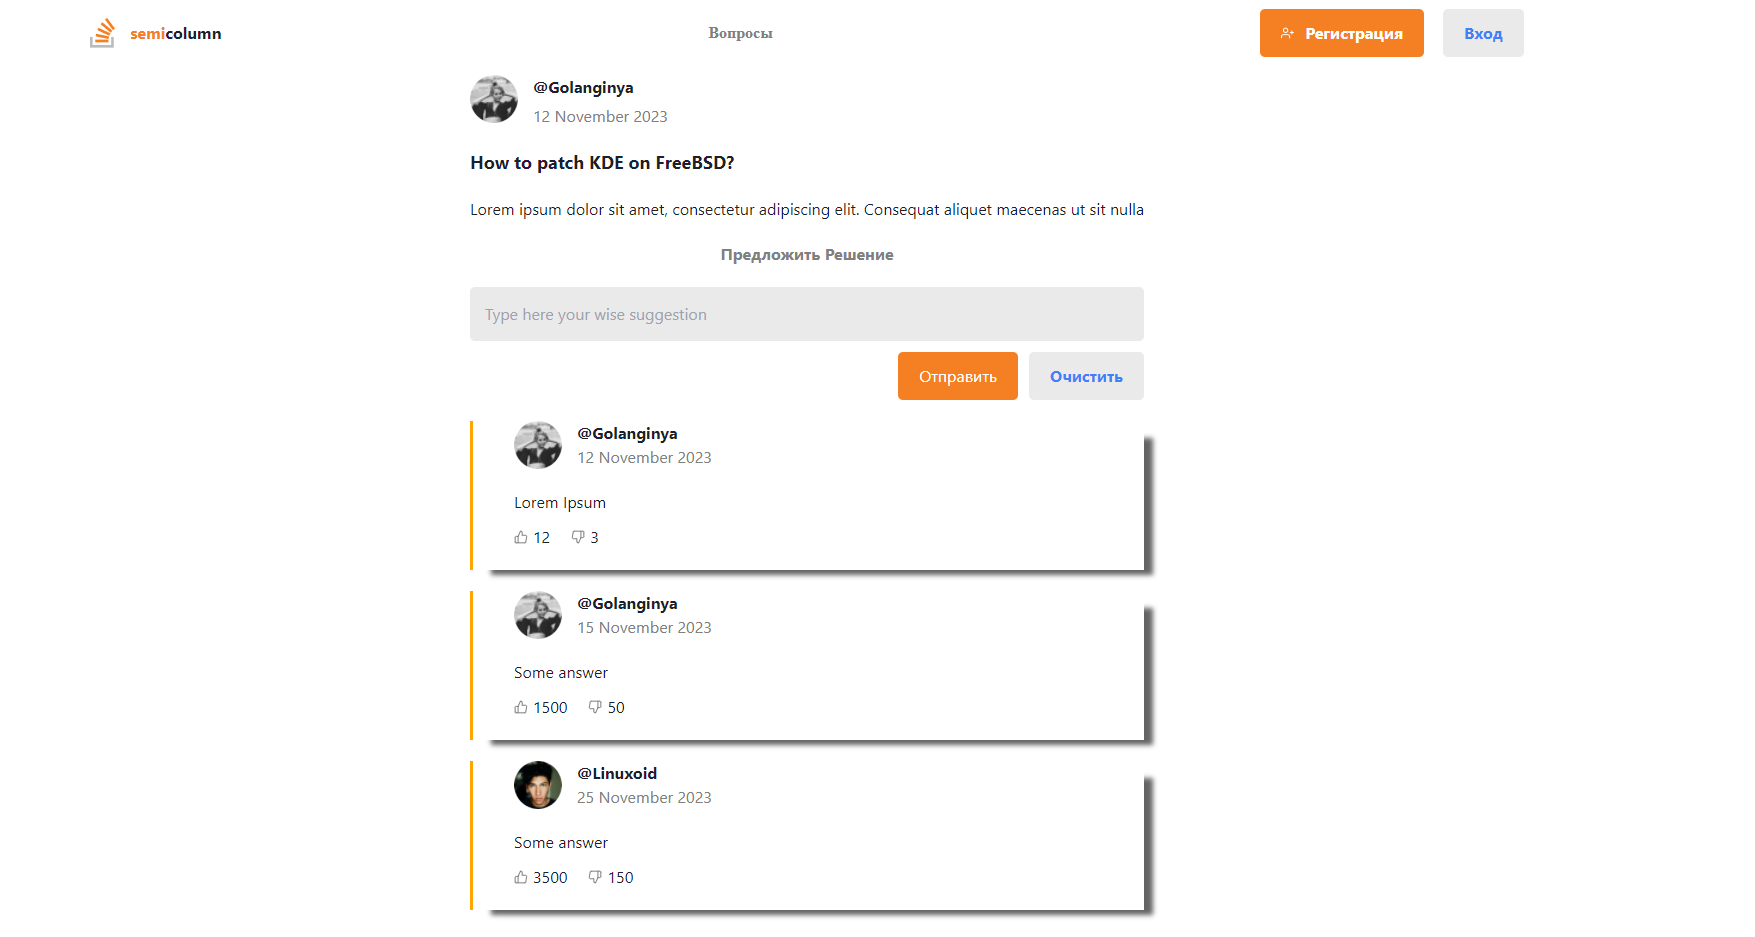 semicolumn
Вопросы
Регистрация
Вход
@Golanginya
12 November 2023
How to patch KDE on FreeBSD?
Lorem ipsum dolor sit amet, consectetur adipiscing elit. Consequat aliquet maecenas ut sit nulla
Предложить Решение
Type here your wise suggestion
Отправить
Очистить
@Golanginya
12 November 2023
Lorem Ipsum
12 3
@Golanginya
15 November 2023
Some answer
1500 50
@Linuxoid
25 November 2023
Some answer
3500 150